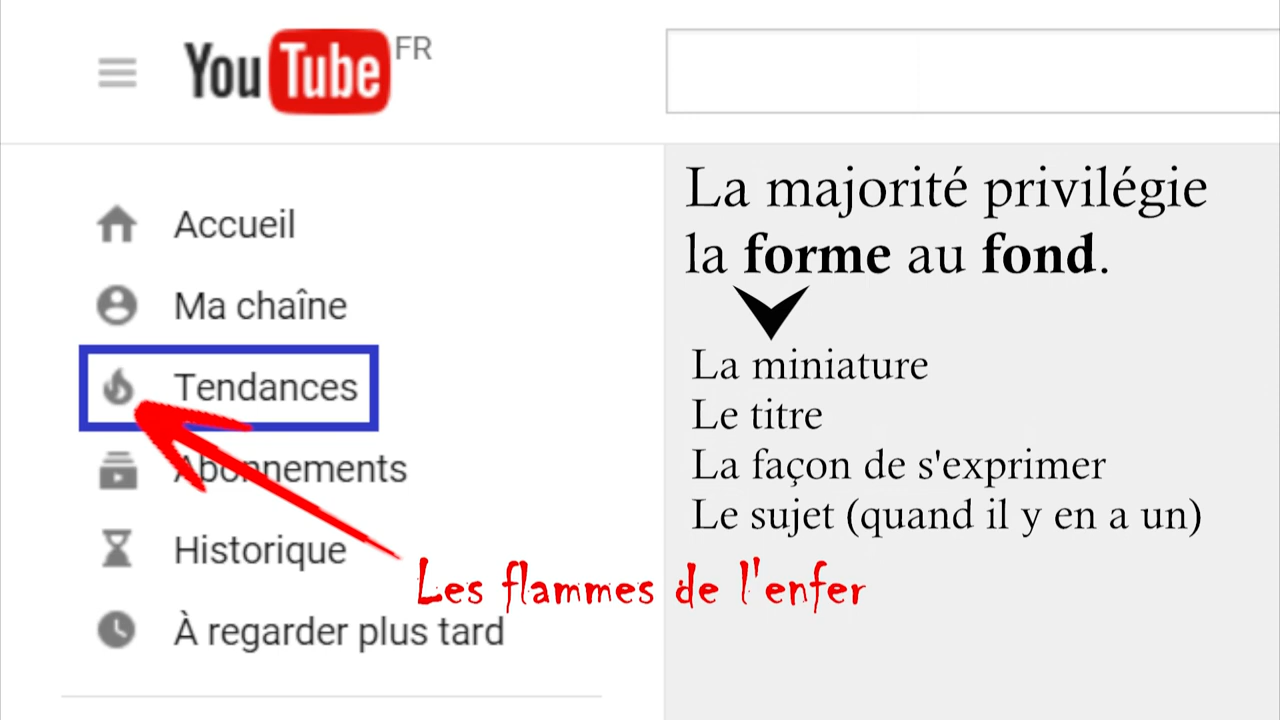 YouTube FR
Accueil
Ma chaîne
Tendances
Abonnements
Historique
À regarder plus tard
Les flammes de l'enfer
La majorité privilégie
la forme au fond.
La miniature
Le titre
La façon de s'exprimer
Le sujet (quand il y en a un)